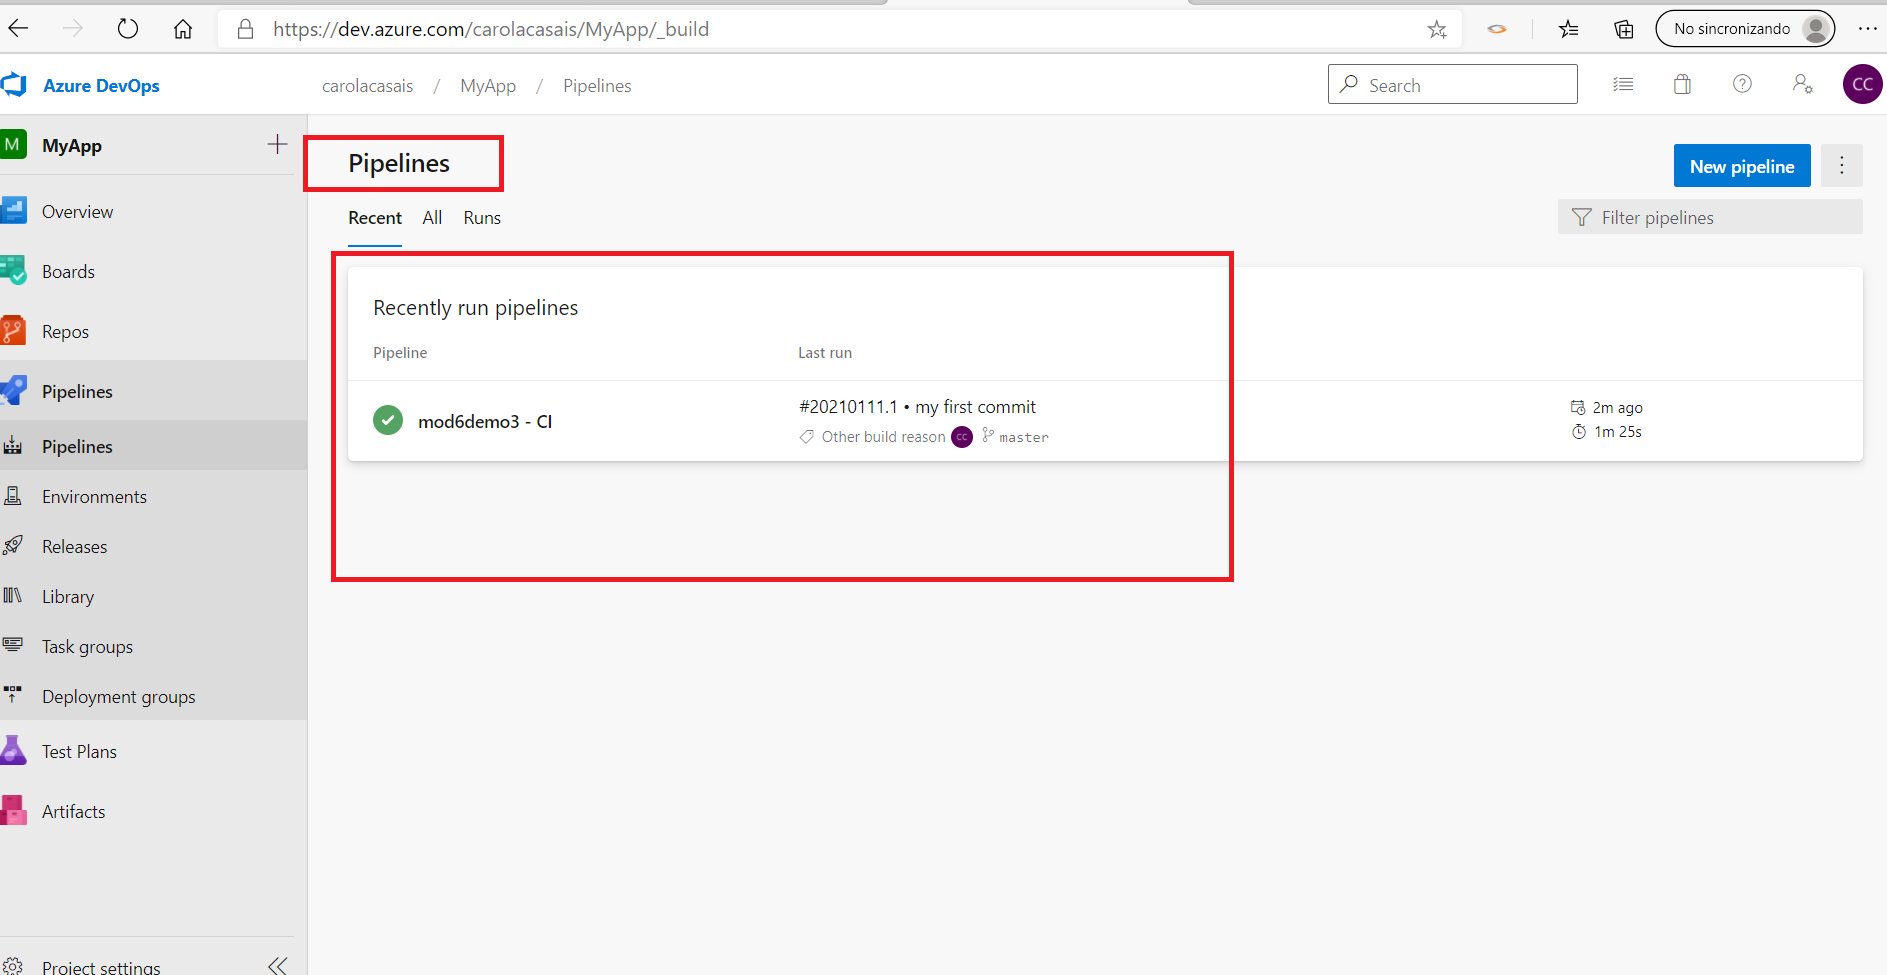 https://dev.azure.com/carolacasais/MyApp/_build
No sincronizando
Azure DevOps
carolacasais / MyApp / Pipelines
Search
CC
M MyApp
Overview
Boards
Repos
Pipelines
Pipelines
Environments
Releases
Library
Task groups
Deployment groups
Test Plans
Artifacts
Project settings
Pipelines
New pipeline
Recent All Runs
Filter pipelines
Recently run pipelines
Pipeline Last run
mod6demo3 - CI
#20210111.1 • my first commit
Other build reason CC master
2m ago
1m 25s